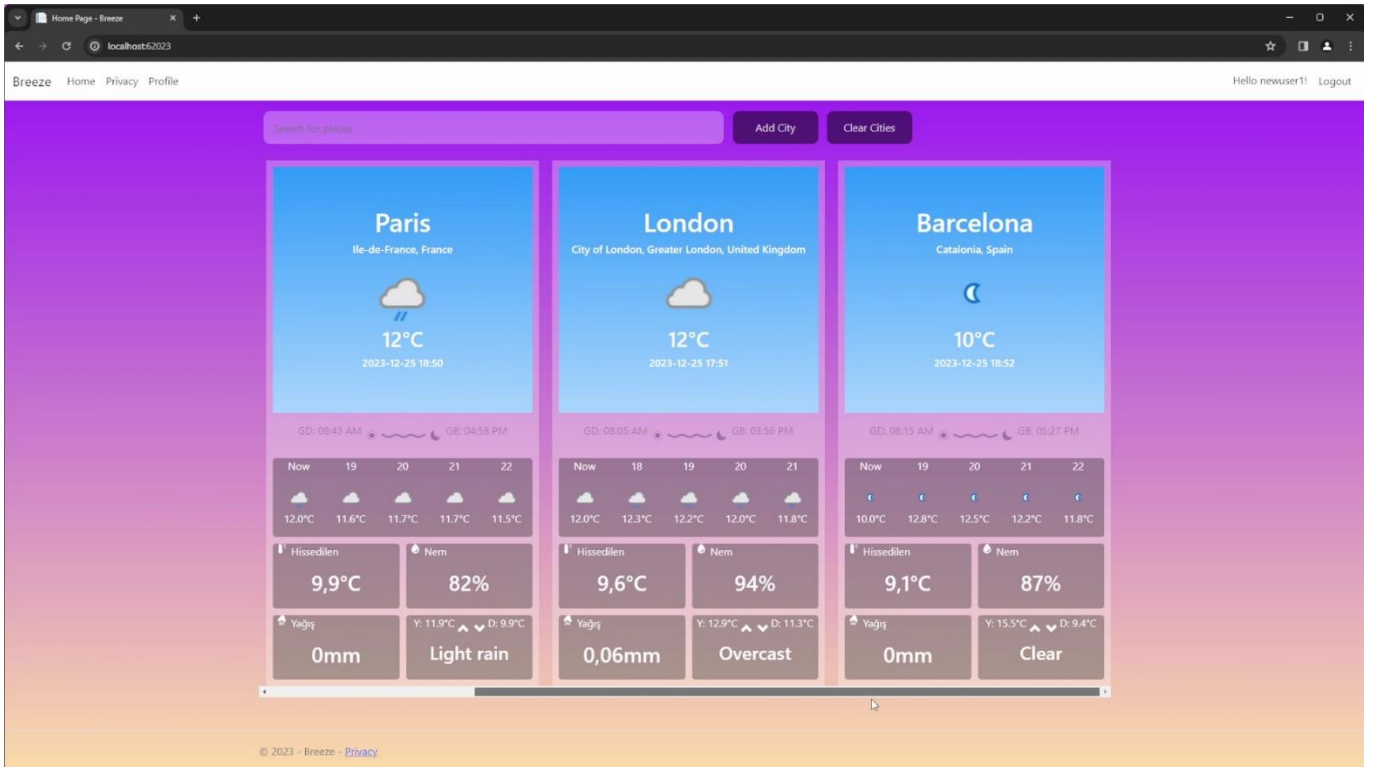 Home Page - Breeze
localhost:62023
Breeze Home Privacy Profile Hello newuser1! Logout
Search for places... Add City Clear Cities
Paris
Ile-de-France, France
12°C
2023-12-25 18:50
GD: 08:43 AM GB: 04:58 PM
Now 19 20 21 22
12.0°C 11.6°C 11.7°C 11.7°C 11.5°C
Hissedilen Nem
9,9°C 82%
Yağış Y: 11.9°C D: 9.9°C
0mm Light rain
London
City of London, Greater London, United Kingdom
12°C
2023-12-25 17:51
GD: 08:05 AM GB: 03:56 PM
Now 18 19 20 21
12.0°C 12.3°C 12.2°C 12.0°C 11.8°C
Hissedilen Nem
9,6°C 94%
Yağış Y: 12.9°C D: 11.3°C
0,06mm Overcast
Barcelona
Catalonia, Spain
10°C
2023-12-25 18:52
GD: 08:15 AM GB: 05:27 PM
Now 19 20 21 22
10.0°C 12.8°C 12.5°C 12.2°C 11.8°C
Hissedilen Nem
9,1°C 87%
Yağış Y: 15.5°C D: 9.4°C
0mm Clear
© 2023 - Breeze - Privacy